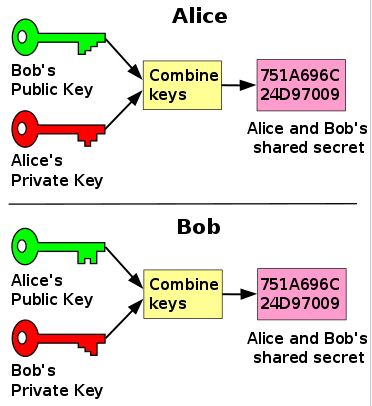 Alice
Bob's
Public Key
Combine
keys
751A696C
24D97009
Alice's
Private Key
Alice and Bob's
shared secret
Bob
Alice's
Public Key
Combine
keys
751A696C
24D97009
Bob's
Private Key
Alice and Bob's
shared secret